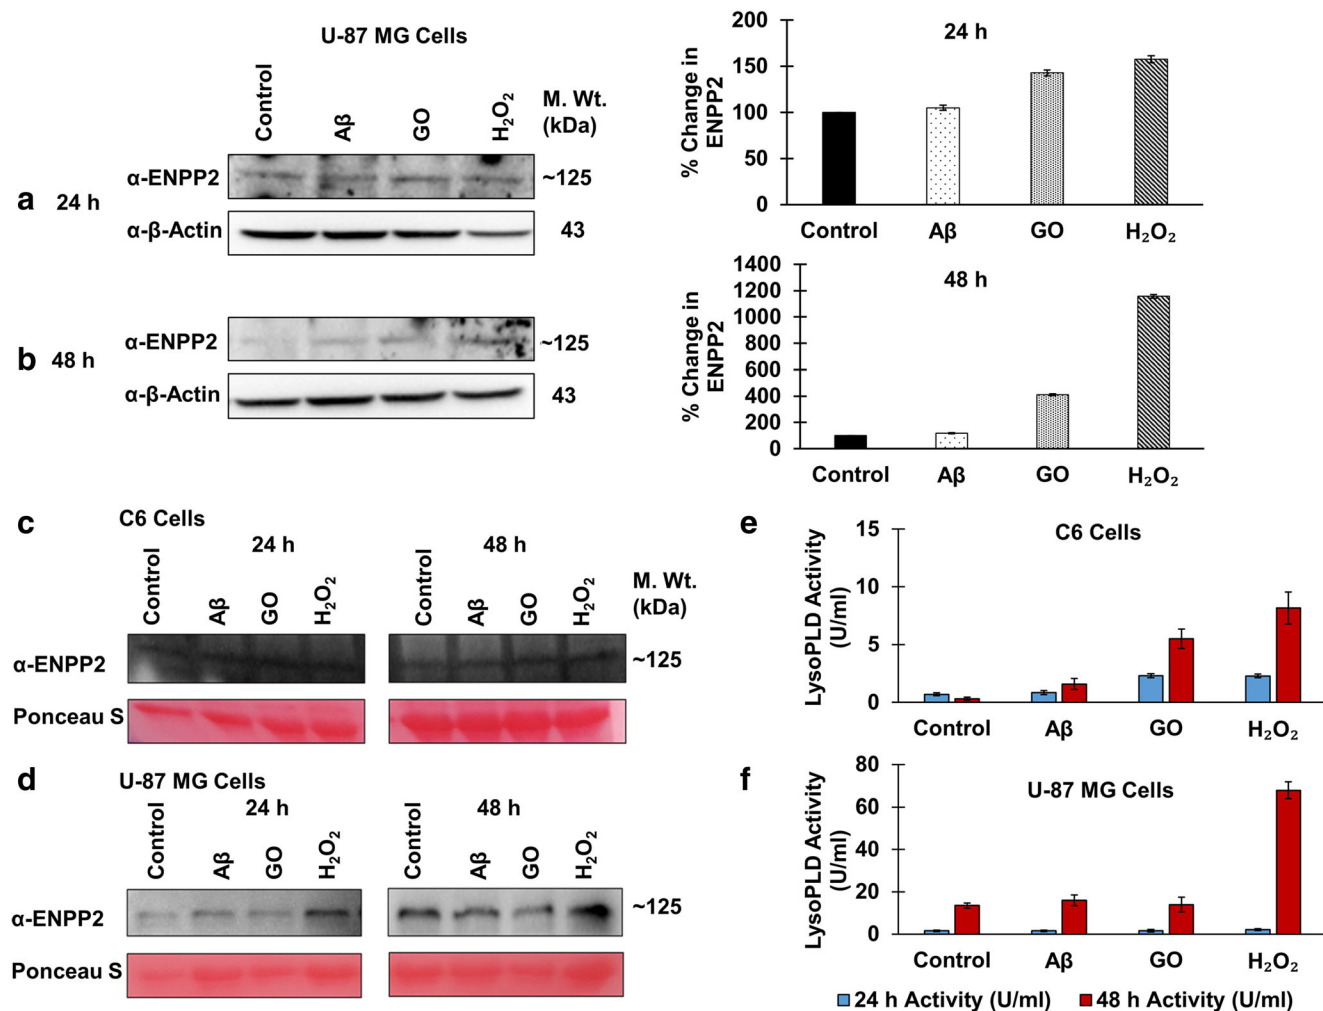 U-87 MG Cells
Control
Aβ
GO
H₂O₂
M. Wt.
(kDa)
a 24 h
α-ENPP2
~125
α-β-Actin
43
b 48 h
α-ENPP2
~125
α-β-Actin
43
24 h
% Change in
ENPP2
200
150
100
50
0
Control
Aβ
GO
H₂O₂
48 h
% Change in
ENPP2
1400
1200
1000
800
600
400
200
0
Control
Aβ
GO
H₂O₂
c
C6 Cells
24 h
48 h
Control
Aβ
GO
H₂O₂
Control
Aβ
GO
H₂O₂
M. Wt.
(kDa)
α-ENPP2
~125
Ponceau S
d
U-87 MG Cells
24 h
48 h
Control
Aβ
GO
H₂O₂
Control
Aβ
GO
H₂O₂
α-ENPP2
~125
Ponceau S
e
C6 Cells
LysoPLD Activity
(U/ml)
15
10
5
0
Control
Aβ
GO
H₂O₂
f
U-87 MG Cells
LysoPLD Activity
(U/ml)
80
60
40
20
0
Control
Aβ
GO
H₂O₂
24 h Activity (U/ml)
48 h Activity (U/ml)